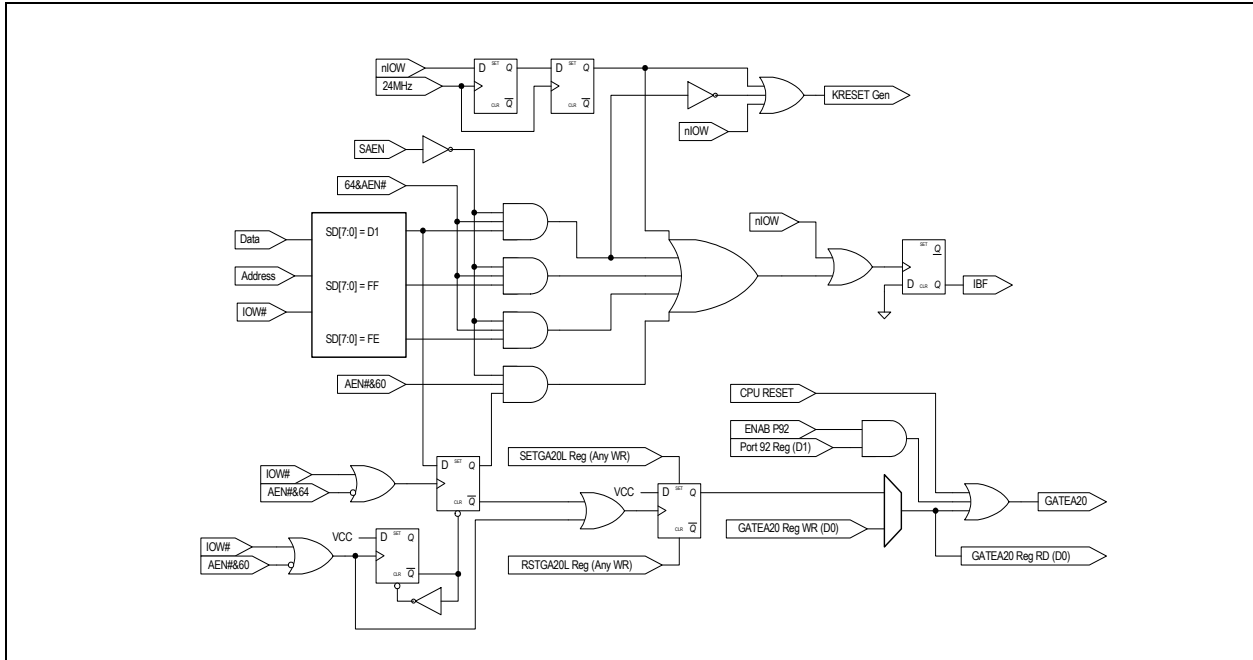 nIOW
24MHz
D SET Q
CLR Q
D SET Q
CLR Q
KRESET Gen
nIOW
SAEN
64&AEN#
Data
Address
IOW#
SD[7:0] = D1
SD[7:0] = FF
SD[7:0] = FE
nIOW
SET Q
D CLR Q
IBF
AEN#&60
CPU RESET
ENAB P92
Port 92 Reg (D1)
GATEA20
IOW#
AEN#&64
D SET Q
CLR Q
SETGA20L Reg (Any WR)
VCC
D SET Q
CLR Q
RSTGA20L Reg (Any WR)
GATEA20 Reg WR (D0)
GATEA20 Reg RD (D0)
IOW#
AEN#&60
VCC
D SET Q
CLR Q